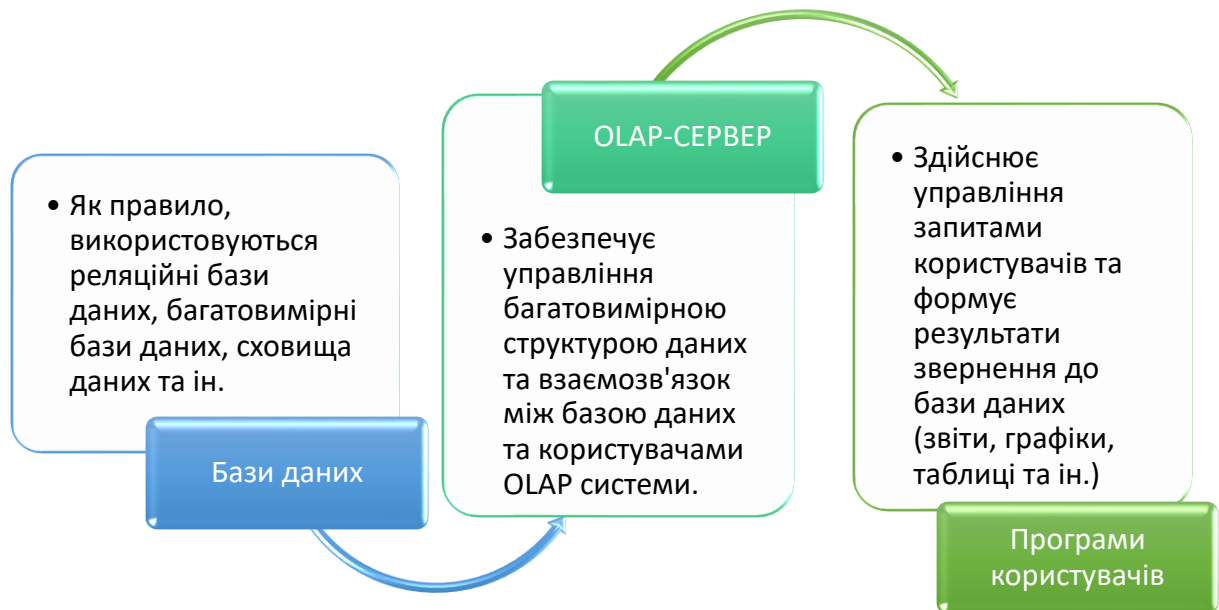 • Як правило,
використовуються
реляційні бази
даних, багатовимірні
бази даних, сховища
даних та ін.
Бази даних
OLAP-СЕРВЕР
• Забезпечує
управління
багатовимірною
структурою даних
та взаємозв'язок
між базою даних
та користувачами
OLAP системи.
• Здійснює
управління
запитами
користувачів та
формує
результати
звернення до
бази даних
(звіти, графіки,
таблиці та ін.)
Програми
користувачів